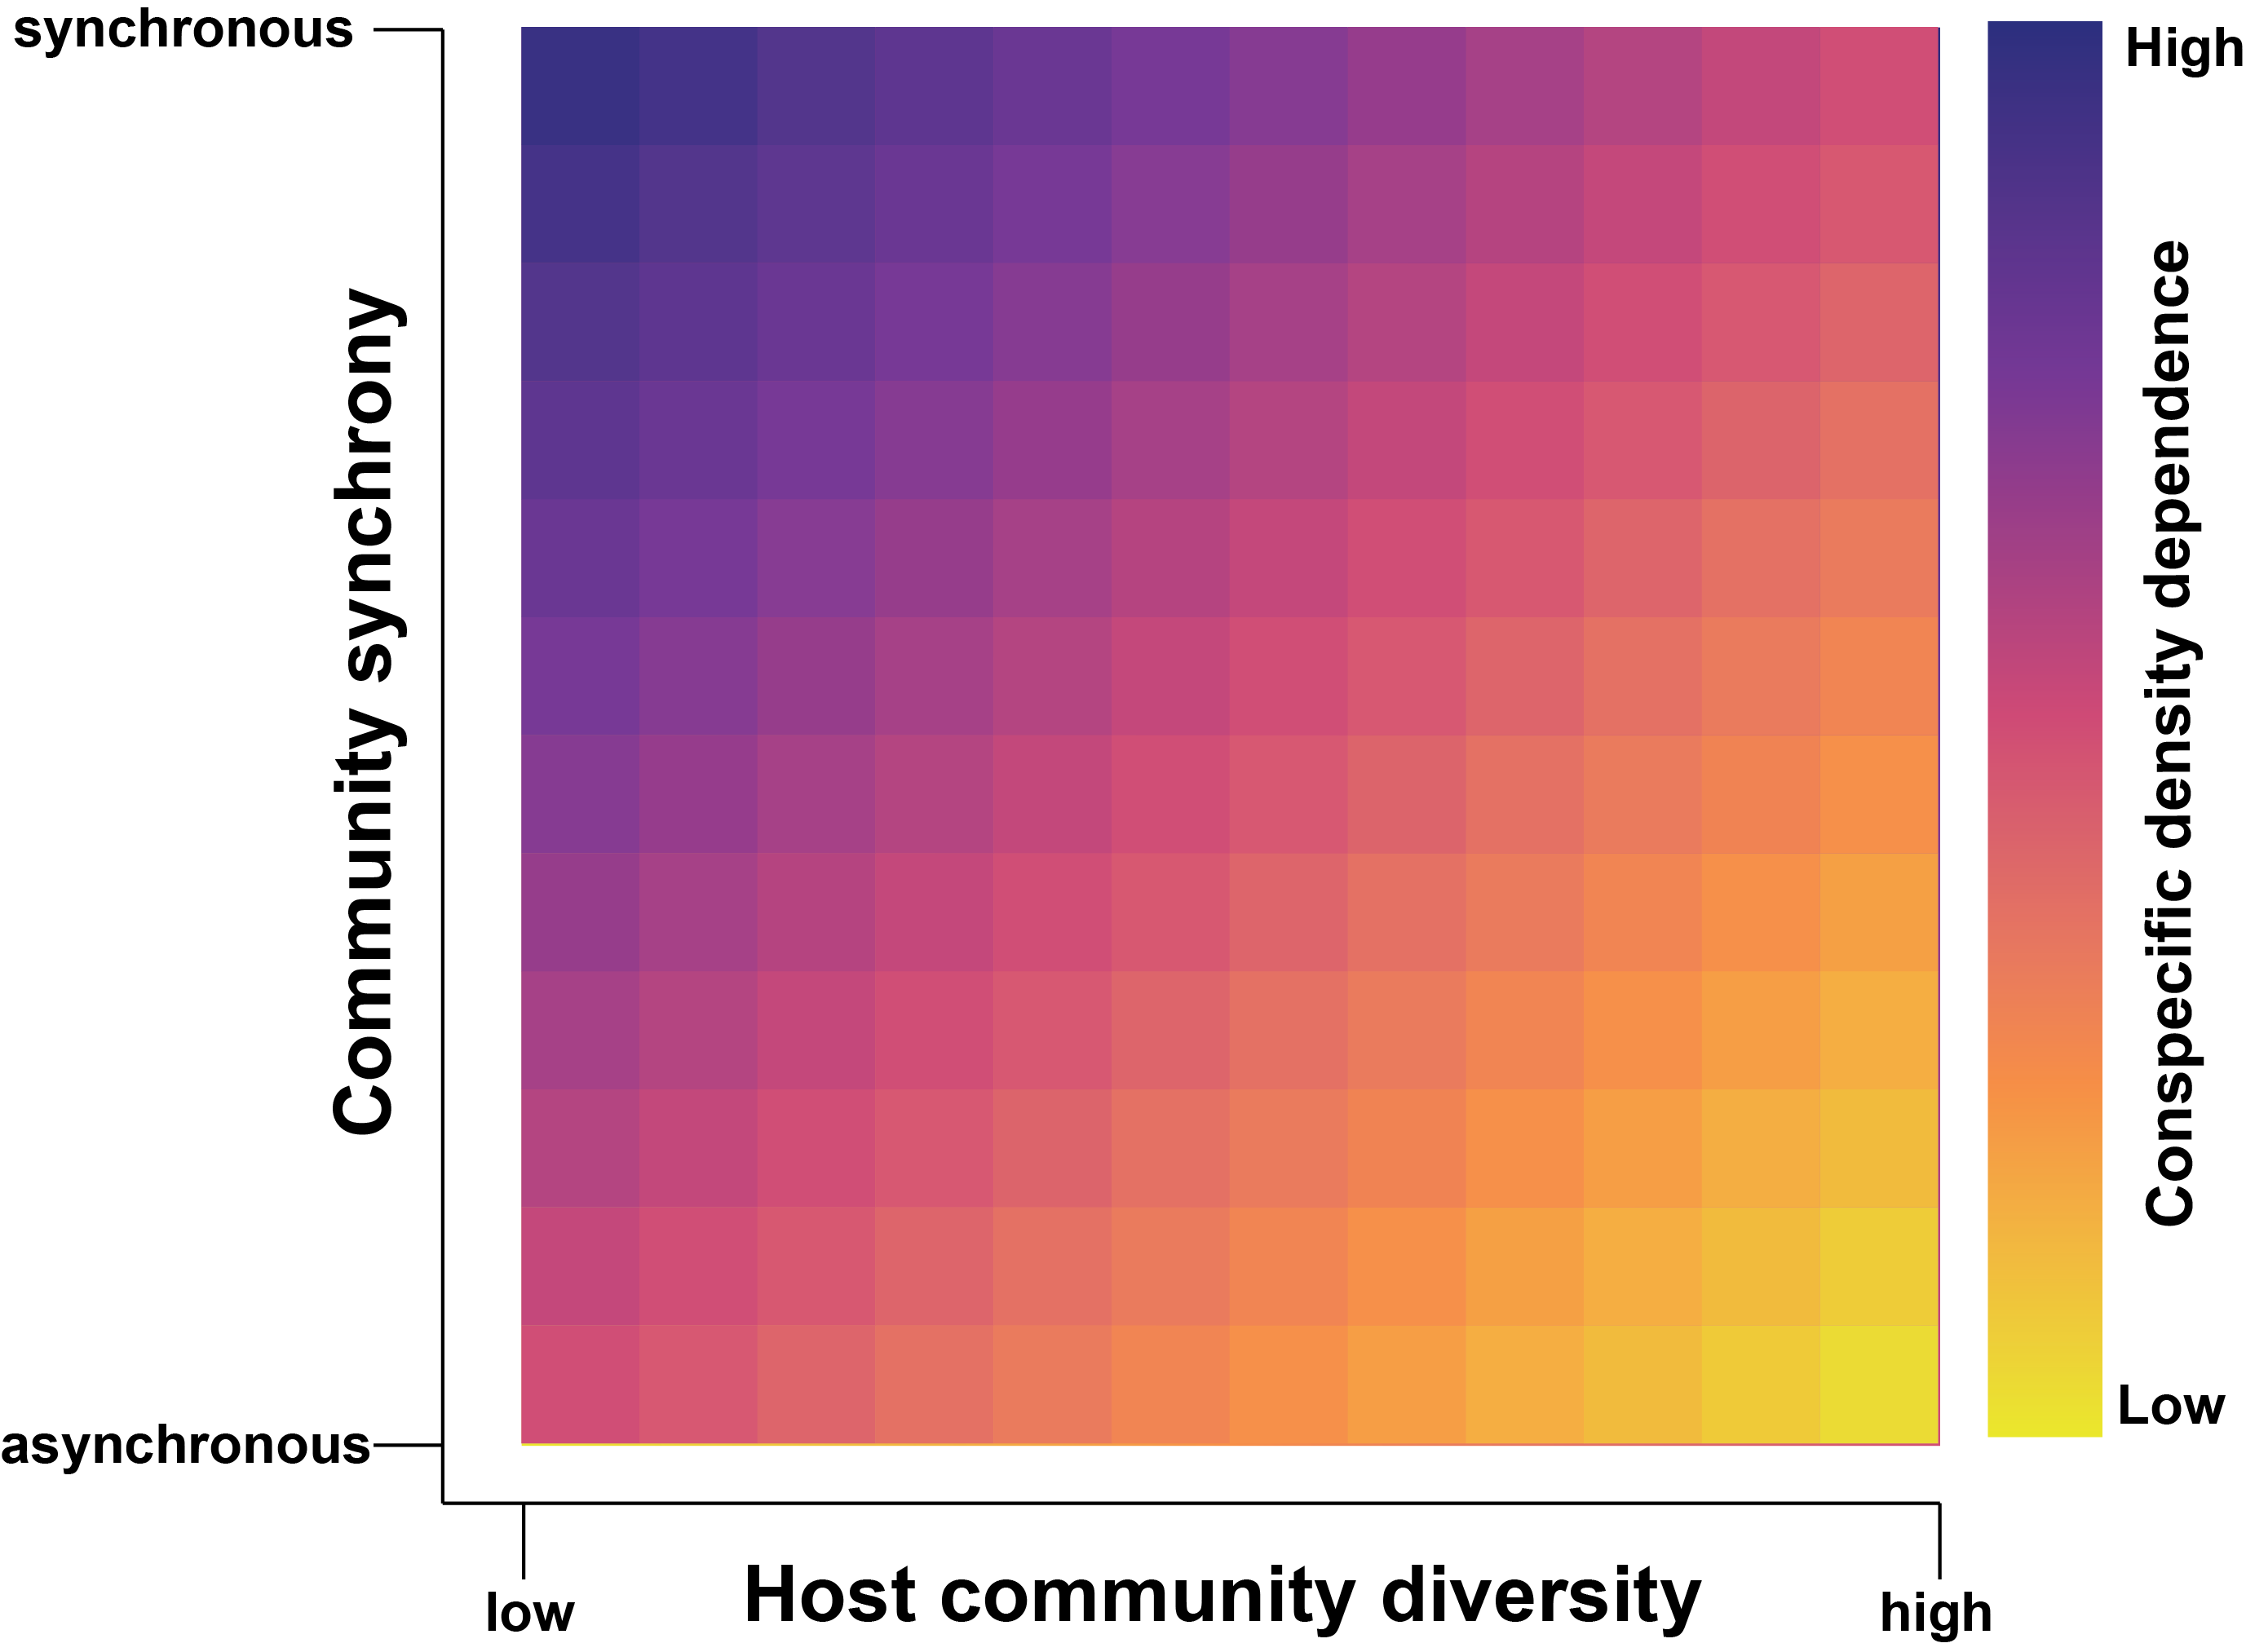 synchronous
High
Community synchrony
Conspecific density dependence
asynchronous
Low
low
Host community diversity
high